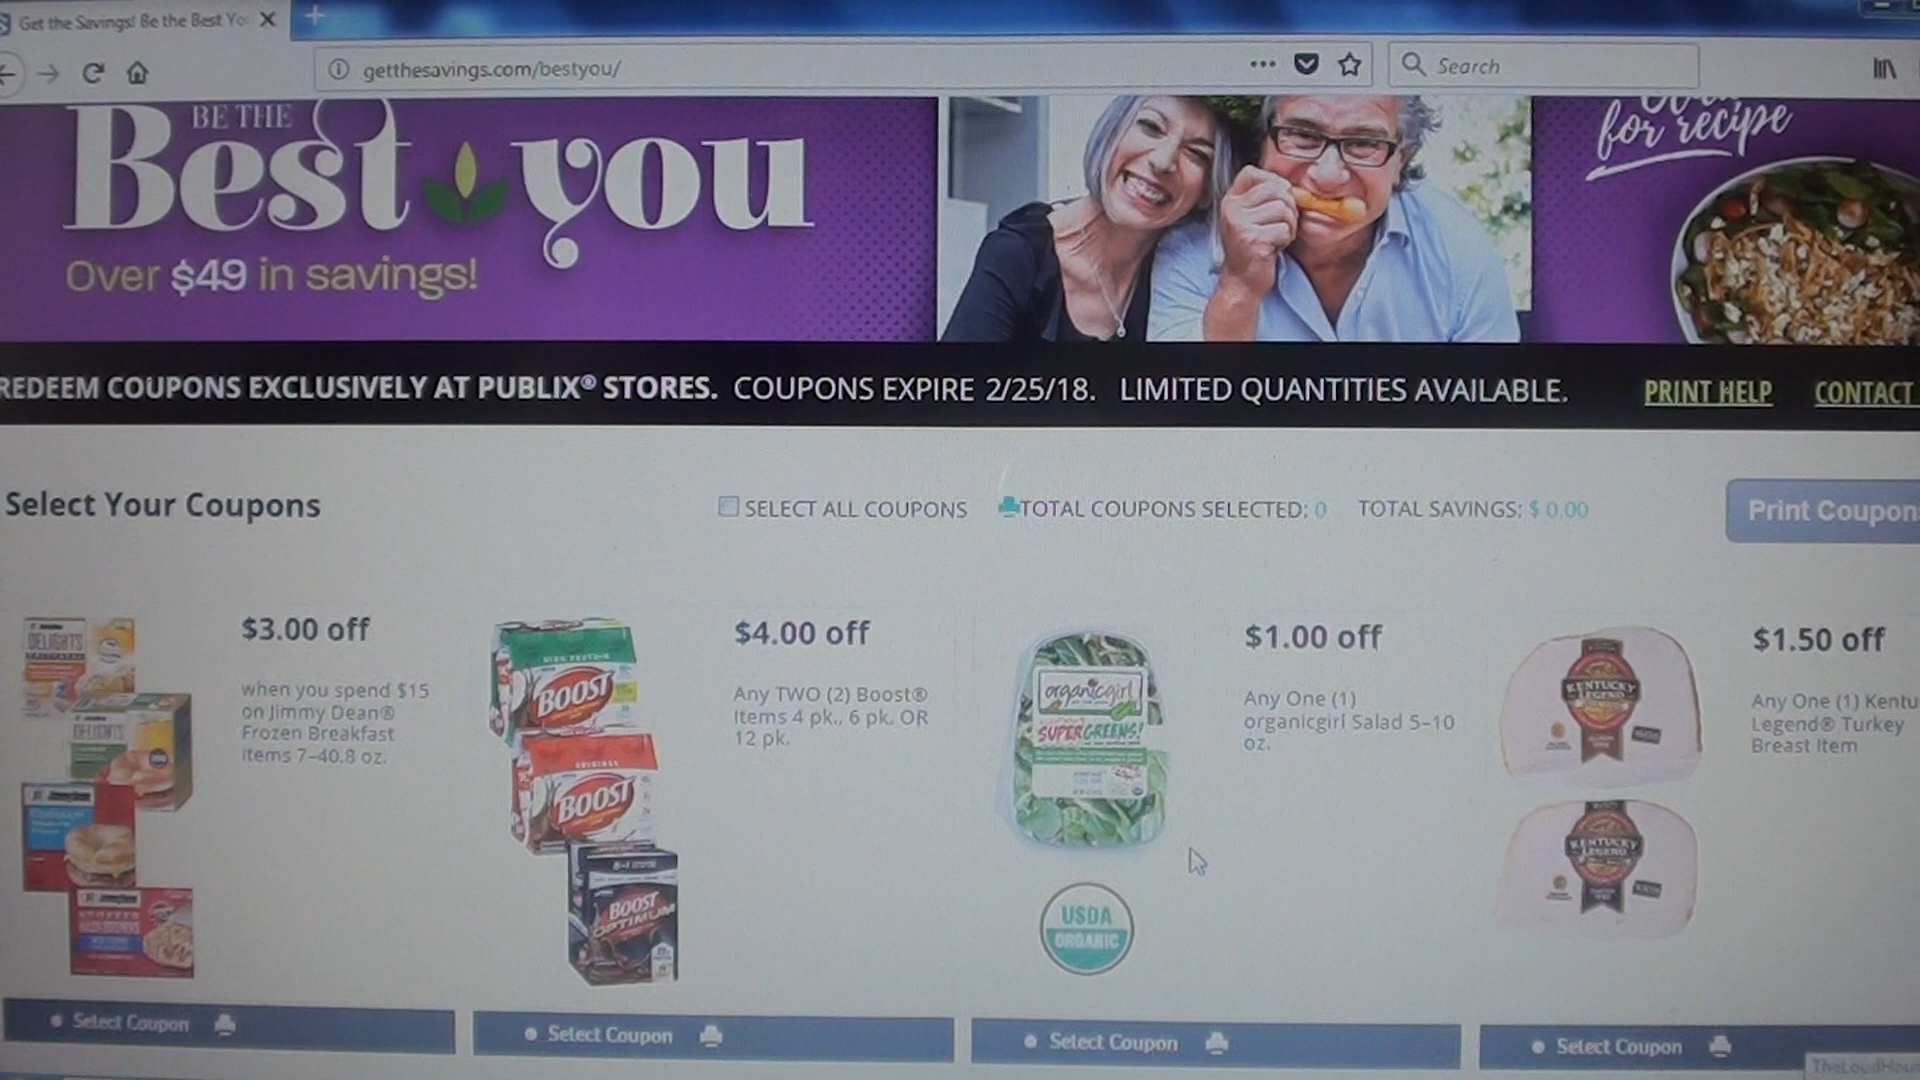 Get the Savings! Be the Best Yo
getthesavings.com/bestyou/
Search
BE THE
Best you
Over $49 in savings!
for recipe
REDEEM COUPONS EXCLUSIVELY AT PUBLIX® STORES. COUPONS EXPIRE 2/25/18. LIMITED QUANTITIES AVAILABLE.
PRINT HELP
CONTACT
Select Your Coupons
SELECT ALL COUPONS
TOTAL COUPONS SELECTED: 0
TOTAL SAVINGS: $ 0.00
Print Coupon
$3.00 off
when you spend $15
on Jimmy Dean®
Frozen Breakfast
Items 7–40.8 oz.
DELIGHTS
DELIGHTS
$4.00 off
Any TWO (2) Boost®
Items 4 pk., 6 pk. OR
12 pk.
BOOST
ORIGINAL
BOOST
BOOST
OPTIMUM
$1.00 off
Any One (1)
organicgirl Salad 5–10
oz.
organicgirl
SUPERGREENS!
USDA
ORGANIC
$1.50 off
Any One (1) Kentu
Legend® Turkey
Breast Item
KENTUCKY
LEGEND
KENTUCKY
LEGEND
Select Coupon
Select Coupon
Select Coupon
Select Coupon
TheLoudHous